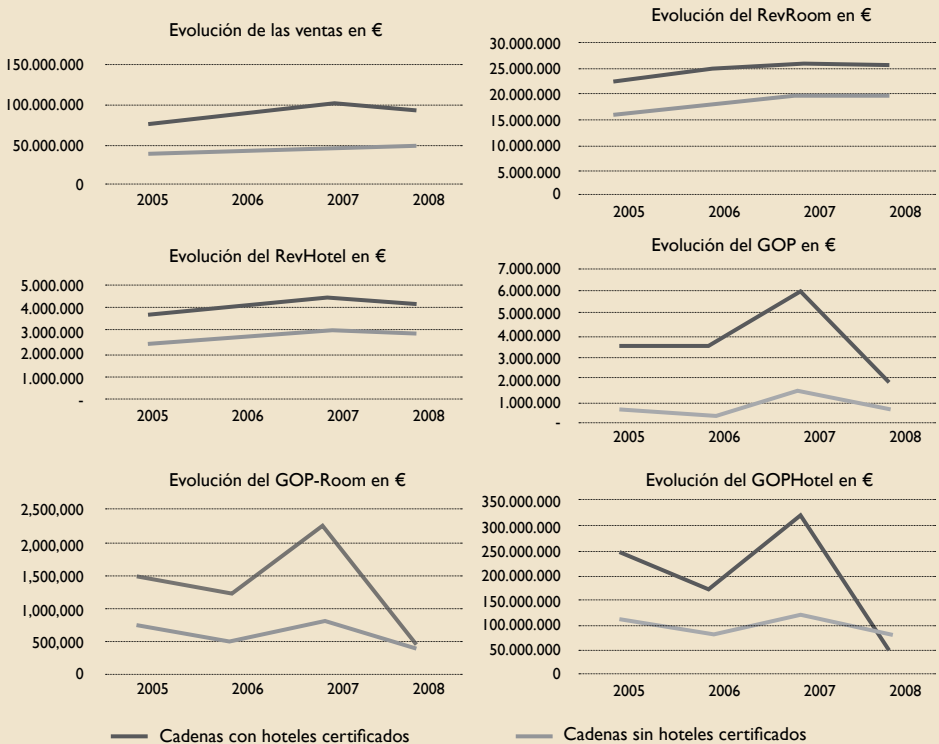 Evolución de las ventas en €
150.000.000
100.000.000
50.000.000
0
2005 2006 2007 2008
Evolución del RevRoom en €
30.000.000
25.000.000
20.000.000
15.000.000
10.000.000
5.000.000
0
2005 2006 2007 2008
Evolución del RevHotel en €
5.000.000
4.000.000
3.000.000
2.000.000
1.000.000
-
2005 2006 2007 2008
Evolución del GOP en €
7.000.000
6.000.000
5.000.000
4.000.000
3.000.000
2.000.000
1.000.000
-
2005 2006 2007 2008
Evolución del GOP-Room en €
2,500,000
2,000,000
1,500,000
1,000,000
500,000
0
2005 2006 2007 2008
Evolución del GOPHotel en €
350.000.000
300.000.000
250.000.000
200.000.000
150.000.000
100.000.000
50.000.000
0
2005 2006 2007 2008
Cadenas con hoteles certificados
Cadenas sin hoteles certificados